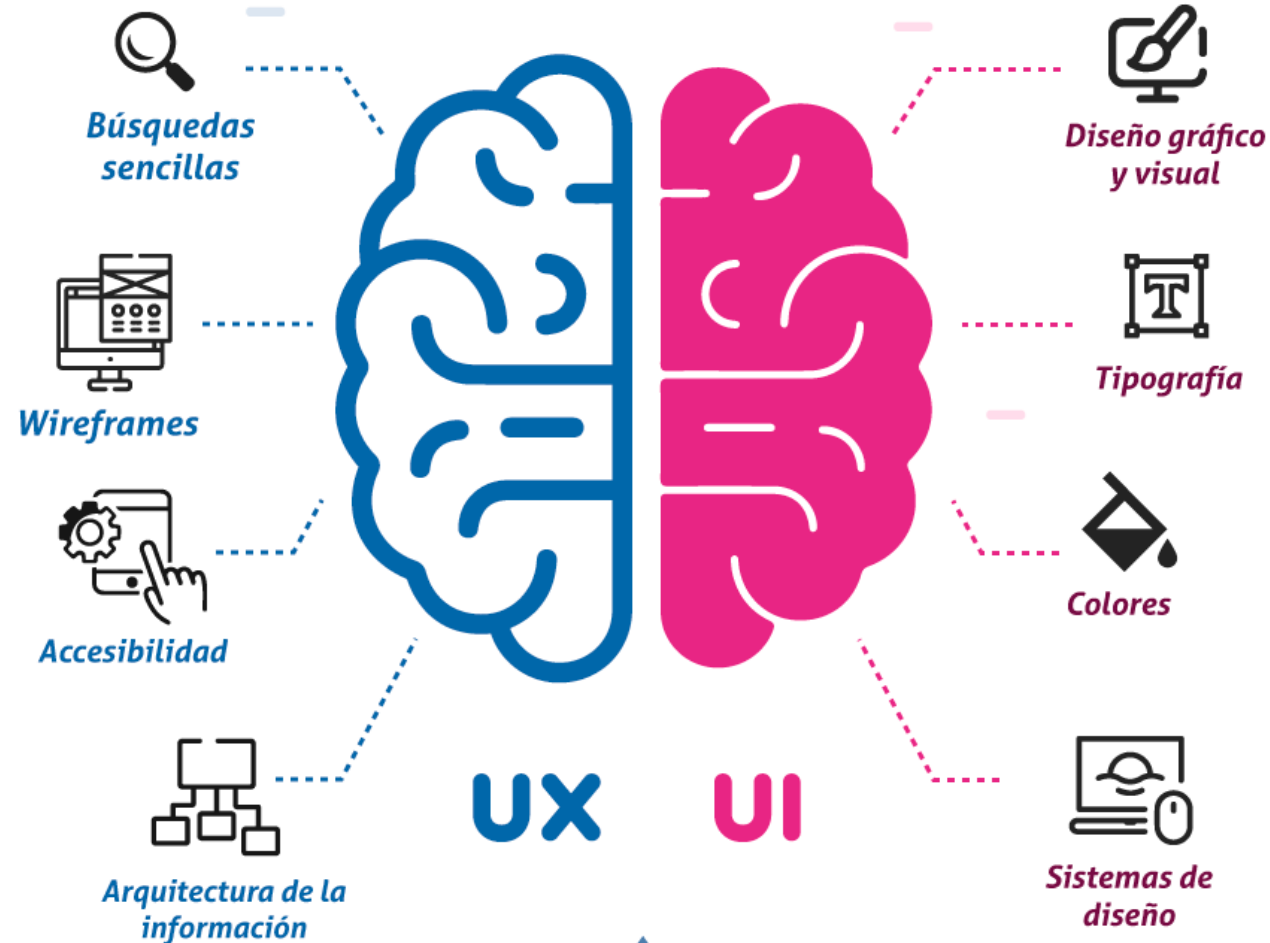 Búsquedas
sencillas
Wireframes
Accesibilidad
Arquitectura de la
información
UX
UI
Diseño gráfico
y visual
T
Tipografía
Colores
Sistemas de
diseño